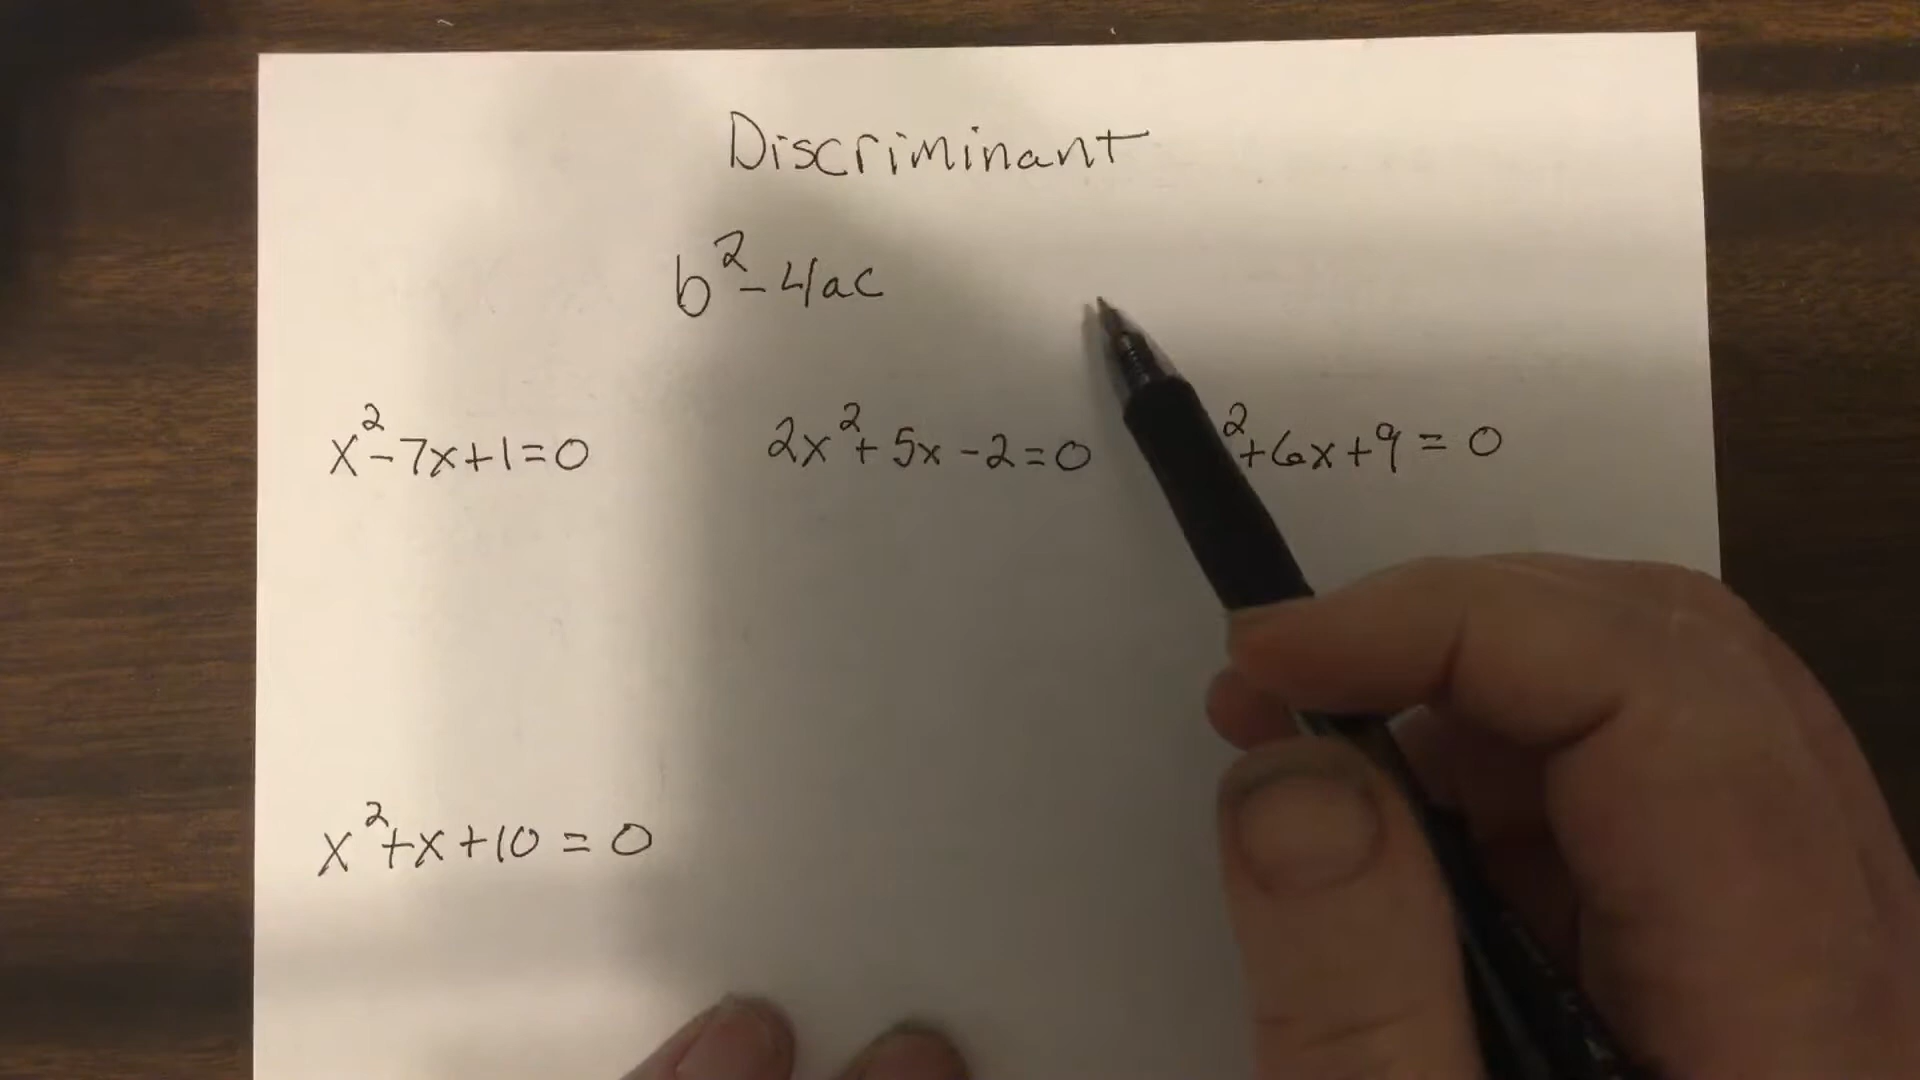 Discriminant
b²-4ac
x²-7x+1=0 2x²+5x-2=0 ²+6x+9=0
x²+x+10=0